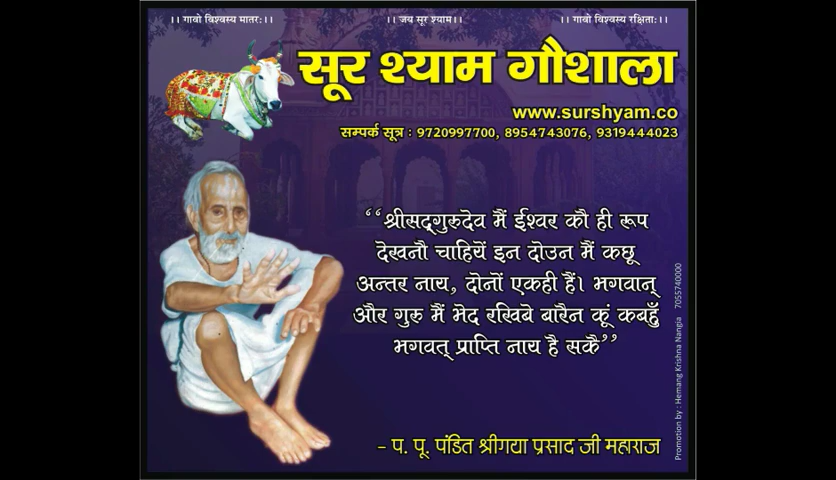 ।। गावो विश्वस्य मातरः।।
।। जय सूर श्याम।।
।। गावो विश्वस्य रक्षिताः।।
सूर श्याम गौशाला
www.surshyam.co
सम्पर्क सूत्र : 9720997700, 8954743076, 9319444023
“श्रीसद्गुरुदेव मैं ईश्वर कौ ही रूप
देखनौ चाहियें इन दोउन मैं कछू
अन्तर नाय, दोनों एकही हैं। भगवान्
और गुरु मैं भेद रखिबे बारैन कूं कबहुँ
भगवत् प्राप्ति नाय है सकै”
- प. पू. पंडित श्रीगया प्रसाद जी महाराज
Promotion by : Hemang Krishna Nangia 7055740000